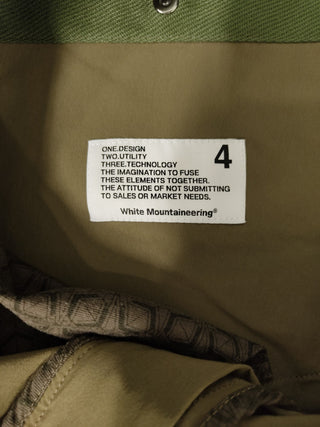 ONE.DESIGN
TWO.UTILITY
THREE.TECHNOLOGY
THE IMAGINATION TO FUSE
THESE ELEMENTS TOGETHER.
THE ATTITUDE OF NOT SUBMITTING
TO SALES OR MARKET NEEDS.
4
White Mountaineering®